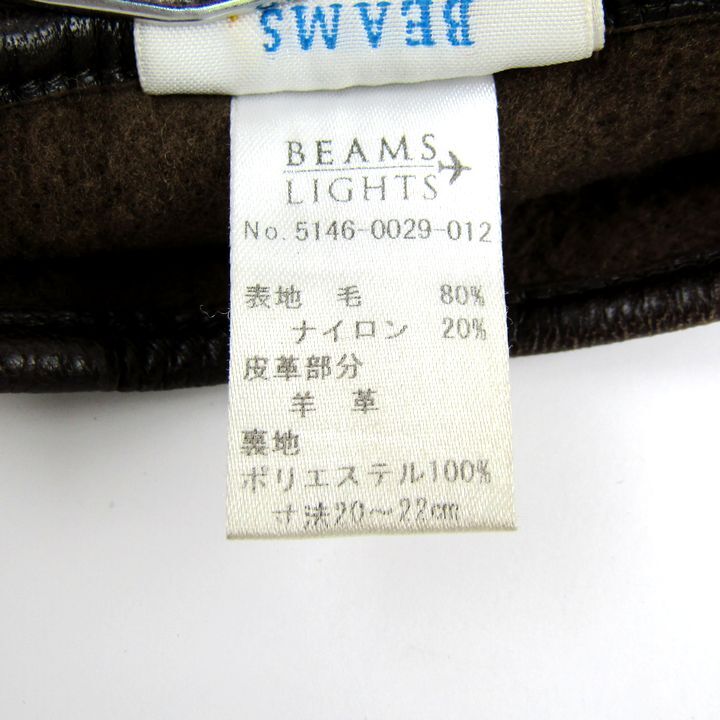 BEAMS
BEAMS
LIGHTS
No. 5146-0029-012
表地 毛 80%
ナイロン 20%
皮革部分
羊 革
裏地
ポリエステル100%
寸法20～22cm